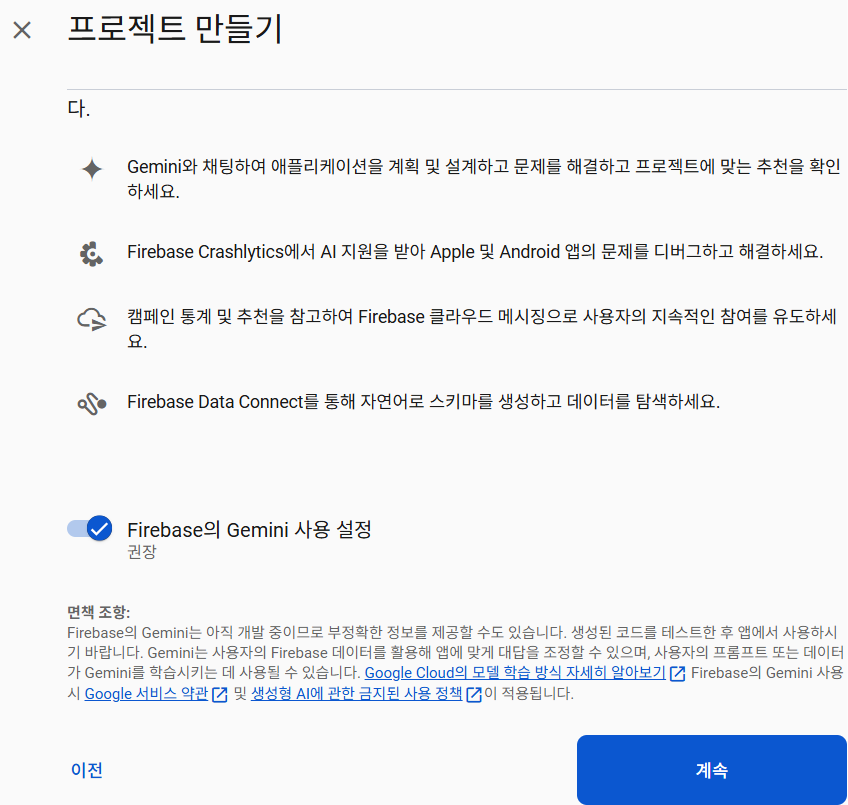 프로젝트 만들기
다.
Gemini와 채팅하여 애플리케이션을 계획 및 설계하고 문제를 해결하고 프로젝트에 맞는 추천을 확인
하세요.
Firebase Crashlytics에서 AI 지원을 받아 Apple 및 Android 앱의 문제를 디버그하고 해결하세요.
캠페인 통계 및 추천을 참고하여 Firebase 클라우드 메시징으로 사용자의 지속적인 참여를 유도하세
요.
Firebase Data Connect를 통해 자연어로 스키마를 생성하고 데이터를 탐색하세요.
Firebase의 Gemini 사용 설정
권장
면책 조항:
Firebase의 Gemini는 아직 개발 중이므로 부정확한 정보를 제공할 수도 있습니다. 생성된 코드를 테스트한 후 앱에서 사용하시
기 바랍니다. Gemini는 사용자의 Firebase 데이터를 활용해 앱에 맞게 대답을 조정할 수 있으며, 사용자의 프롬프트 또는 데이터
가 Gemini를 학습시키는 데 사용될 수 있습니다. Google Cloud의 모델 학습 방식 자세히 알아보기 Firebase의 Gemini 사용
시 Google 서비스 약관 및 생성형 AI에 관한 금지된 사용 정책 이 적용됩니다.
이전
계속